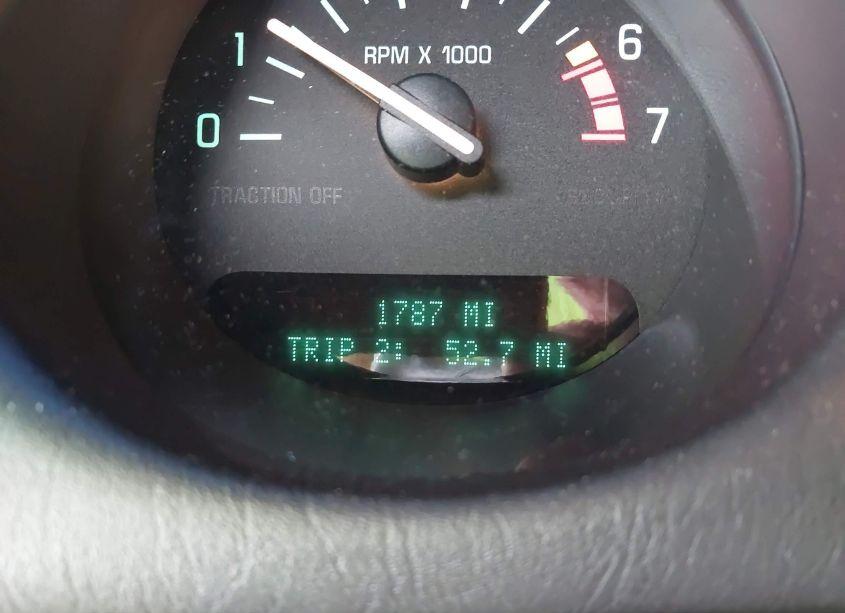 1 6
RPM X 1000
0 7
TRACTION OFF
1787 MI
TRIP 2: 52.7 MI